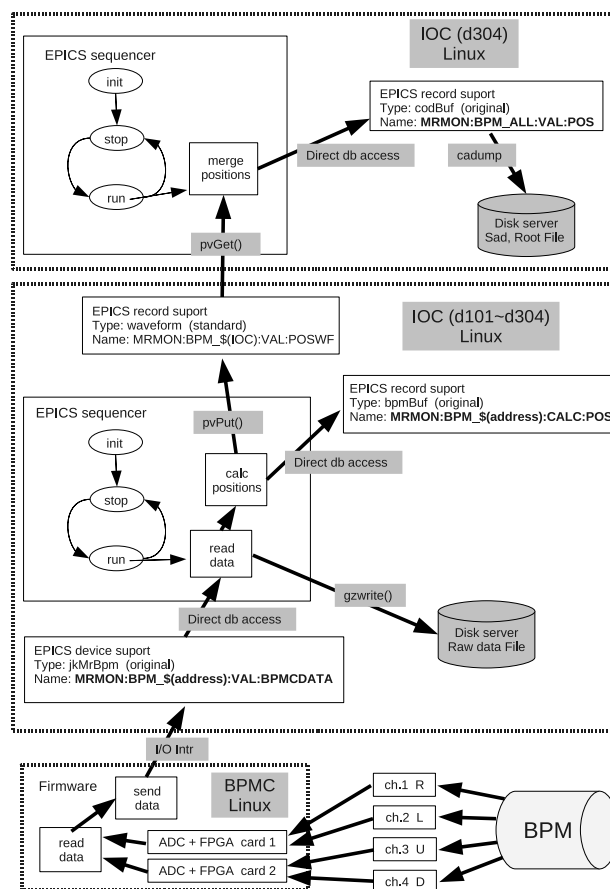 IOC (d304)
Linux
EPICS sequencer
init
stop
run
merge
positions
EPICS record suport
Type: codBuf (original)
Name: MRMON:BPM_ALL:VAL:POS
Direct db access
cadump
Disk server
Sad, Root File
pvGet()
EPICS record suport
Type: waveform (standard)
Name: MRMON:BPM_$(IOC):VAL:POSWF
IOC (d101~d304)
Linux
EPICS record suport
Type: bpmBuf (original)
Name: MRMON:BPM_$(address):CALC:POS
EPICS sequencer
pvPut()
init
stop
run
calc
positions
Direct db access
read
data
gzwrite()
Disk server
Raw data File
Direct db access
EPICS device suport
Type: jkMrBpm (original)
Name: MRMON:BPM_$(address):VAL:BPMCDATA
I/O Intr
Firmware
send
data
BPMC
Linux
read
data
ADC + FPGA card 1
ADC + FPGA card 2
ch.1 R
ch.2 L
ch.3 U
ch.4 D
BPM